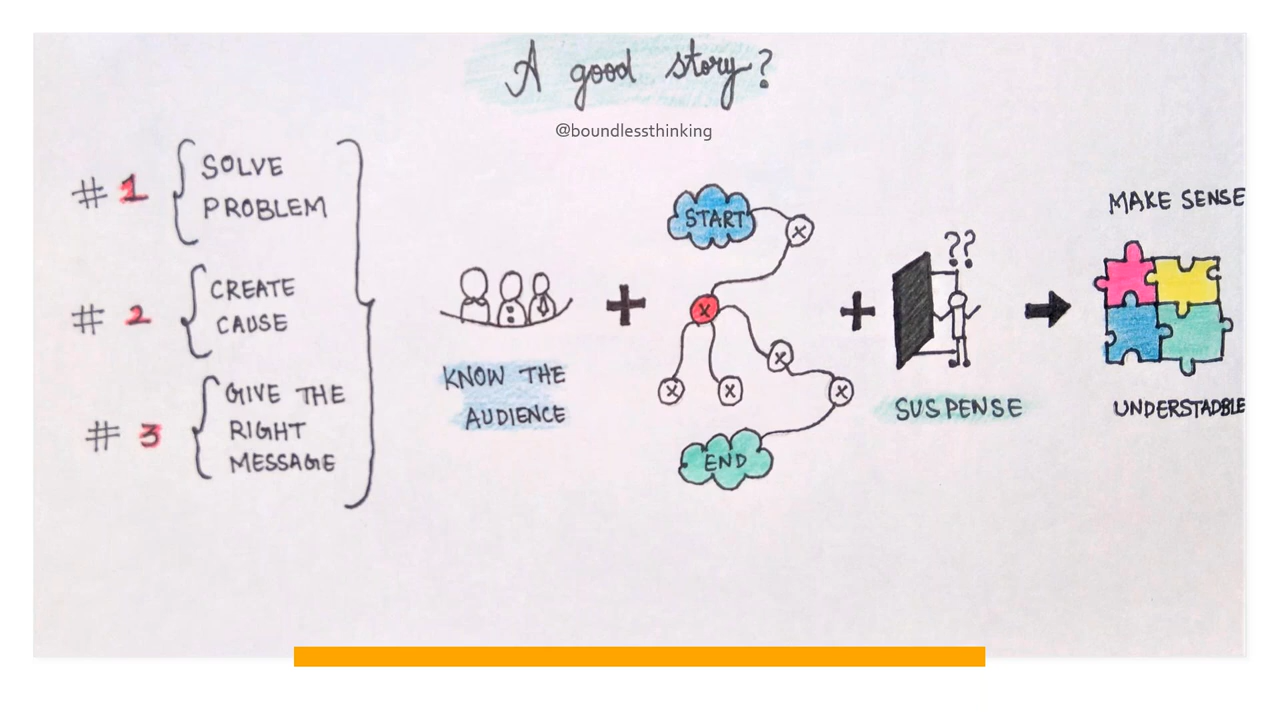 A good story?
@boundlessthinking
# 1
SOLVE
PROBLEM
# 2
CREATE
CAUSE
# 3
GIVE THE
RIGHT
MESSAGE
KNOW THE
AUDIENCE
+
START
X
X
X
X
X
X
END
+
??
SUSPENSE
MAKE SENSE
UNDERSTADBLE